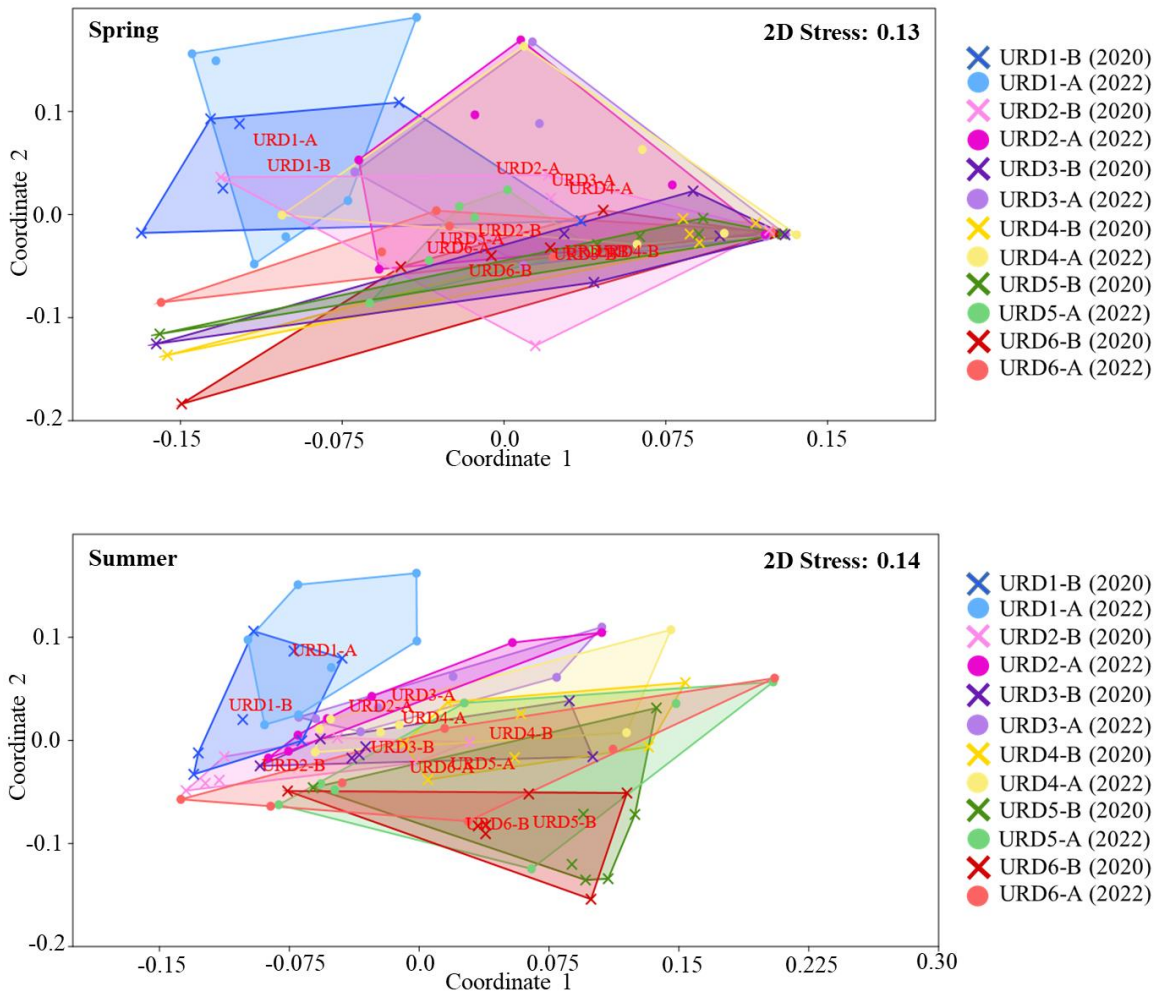 Spring
2D Stress: 0.13
0.1
0.0
-0.1
-0.2
Coordinate 2
URD1-A
URD1-B
URD2-A
URD3-A
URD4-A
URD2-B
URD5-A
URD6-A
URD4-B
URD6-B
-0.15
-0.075
0.0
0.075
0.15
Coordinate 1
URD1-B (2020)
URD1-A (2022)
URD2-B (2020)
URD2-A (2022)
URD3-B (2020)
URD3-A (2022)
URD4-B (2020)
URD4-A (2022)
URD5-B (2020)
URD5-A (2022)
URD6-B (2020)
URD6-A (2022)
Summer
2D Stress: 0.14
0.1
0.0
-0.1
-0.2
Coordinate 2
URD1-A
URD3-A
URD1-B
URD2-A
URD4-A
URD4-B
URD3-B
URD2-B
URD6-A
URD5-A
URD6-B
URD5-B
-0.15
-0.075
0.0
0.075
0.15
0.225
0.30
Coordinate 1
URD1-B (2020)
URD1-A (2022)
URD2-B (2020)
URD2-A (2022)
URD3-B (2020)
URD3-A (2022)
URD4-B (2020)
URD4-A (2022)
URD5-B (2020)
URD5-A (2022)
URD6-B (2020)
URD6-A (2022)